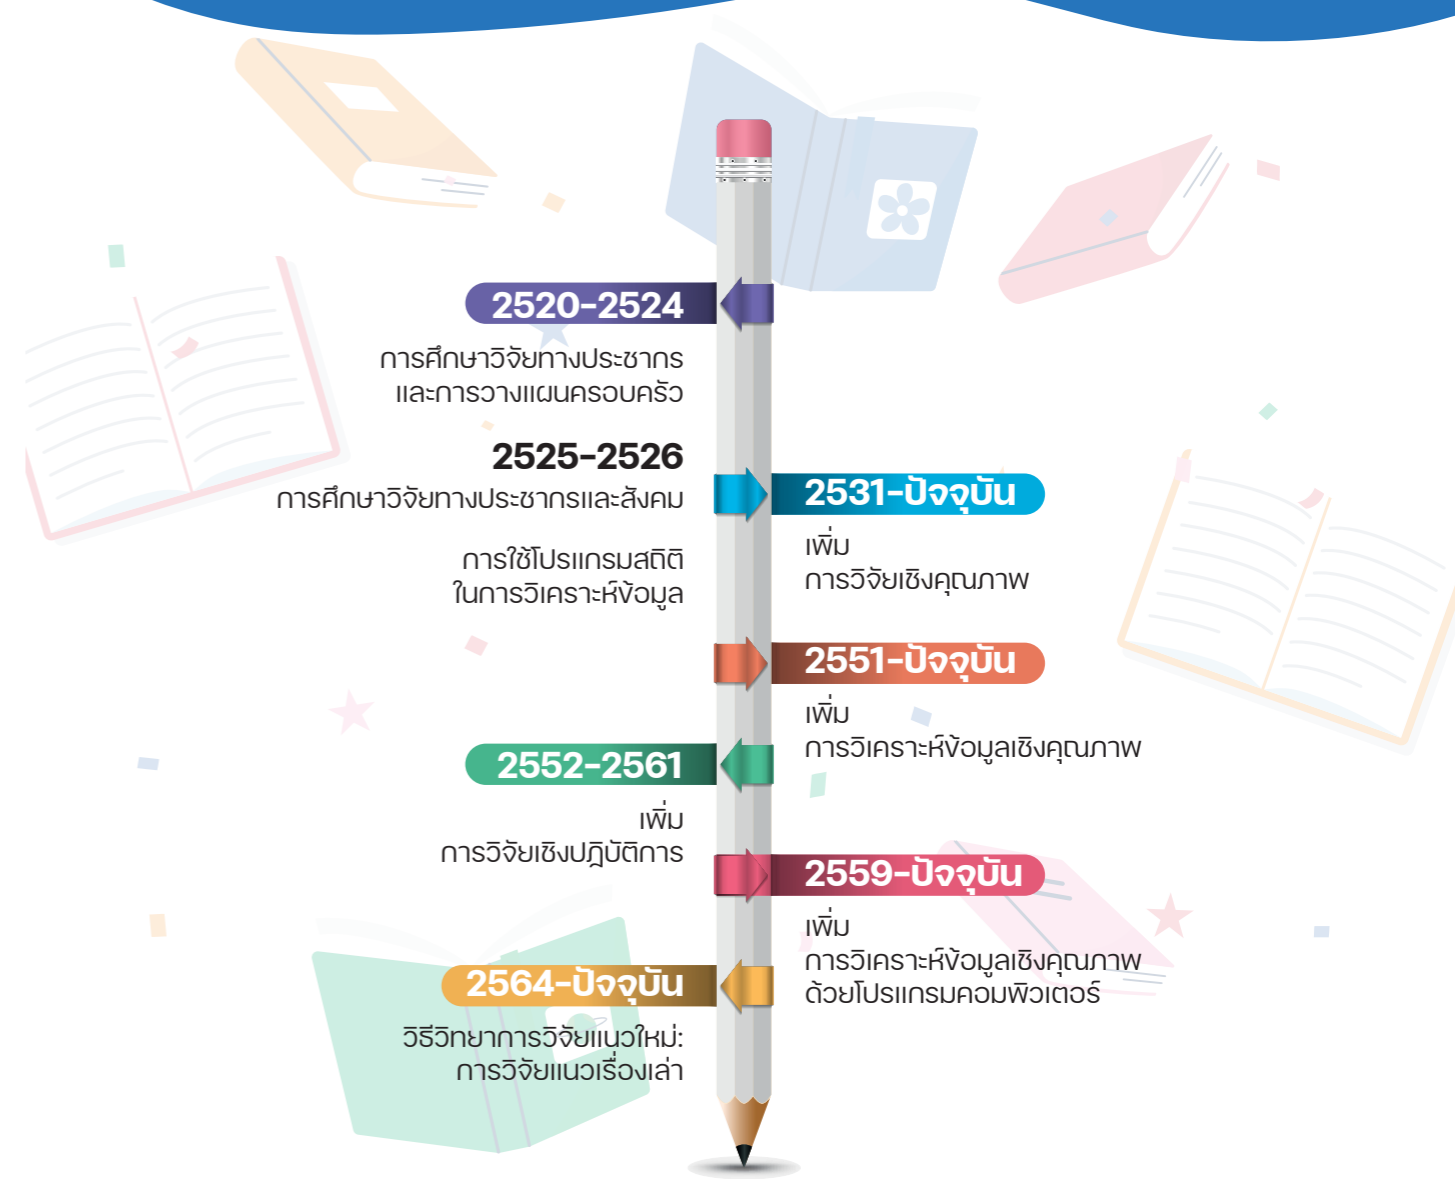 2520-2524
การศึกษาวิจัยทางประชากร
และการวางแผนครอบครัว
2525-2526
การศึกษาวิจัยทางประชากรและสังคม
การใช้โปรแกรมสถิติ
ในการวิเคราะห์ข้อมูล
2531-ปัจจุบัน
เพิ่ม
การวิจัยเชิงคุณภาพ
2551-ปัจจุบัน
เพิ่ม
การวิเคราะห์ข้อมูลเชิงคุณภาพ
2552-2561
เพิ่ม
การวิจัยเชิงปฏิบัติการ
2559-ปัจจุบัน
เพิ่ม
การวิเคราะห์ข้อมูลเชิงคุณภาพ
ด้วยโปรแกรมคอมพิวเตอร์
2564-ปัจจุบัน
วิธีวิทยาการวิจัยแนวใหม่:
การวิจัยแนวเรื่องเล่า